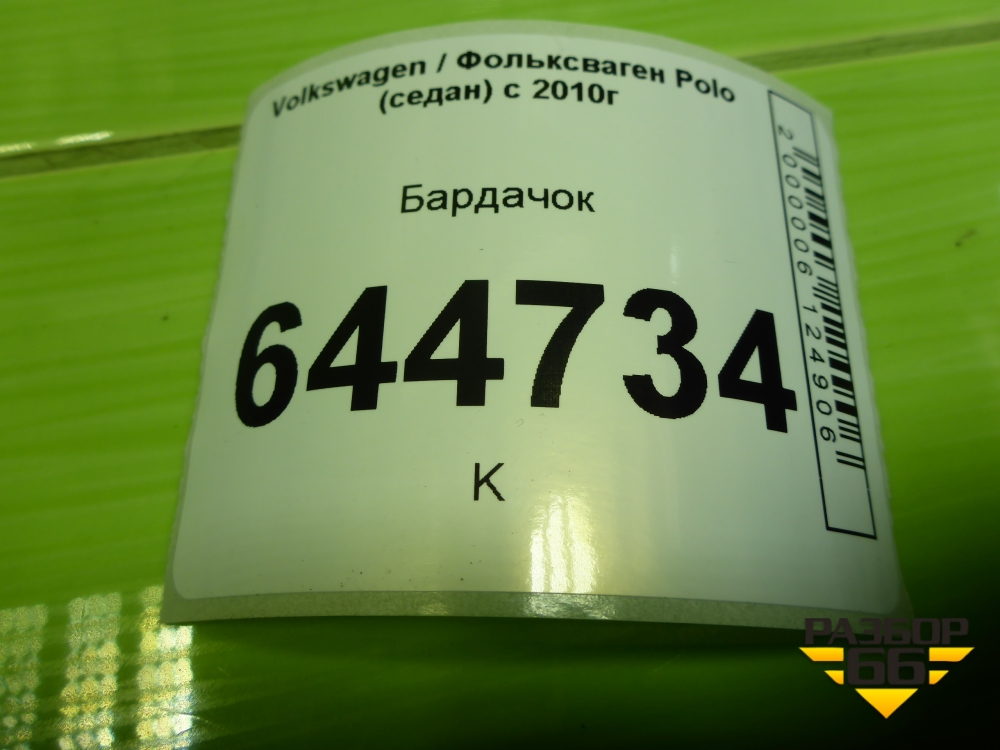 Volkswagen / Фольксваген Polo
(седан) с 2010г
Бардачок
644734
К
2000006124906
РАЗБОР
66